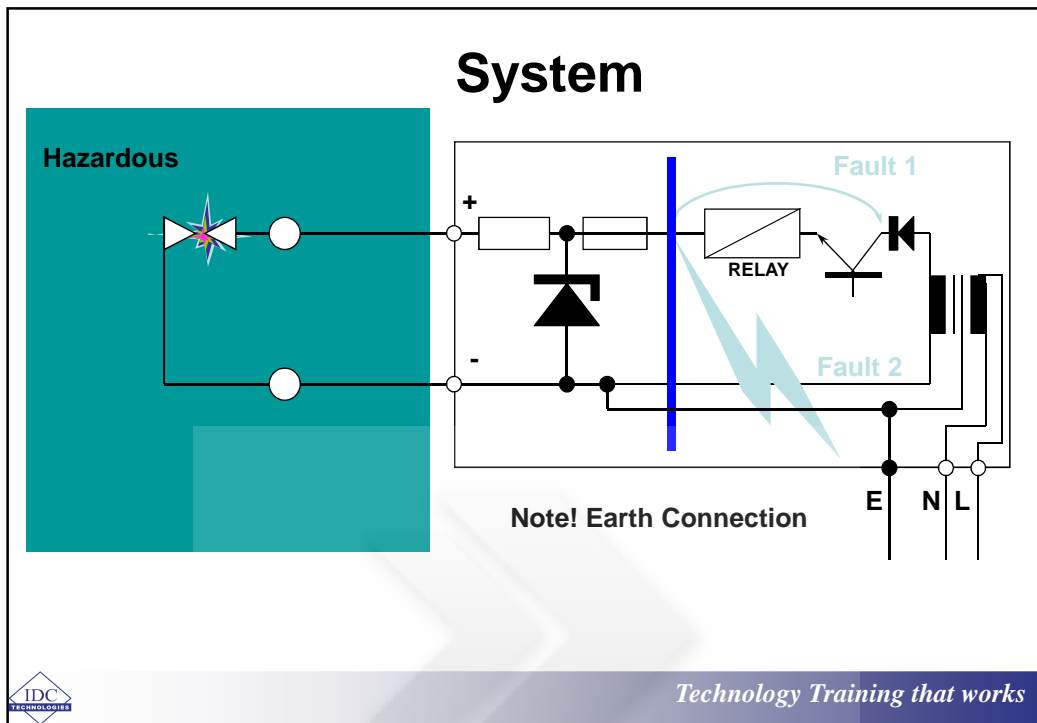 System
Hazardous
Fault 1
+
RELAY
-
Fault 2
E N L
Note! Earth Connection
IDC
TECHNOLOGIES
Technology Training that works